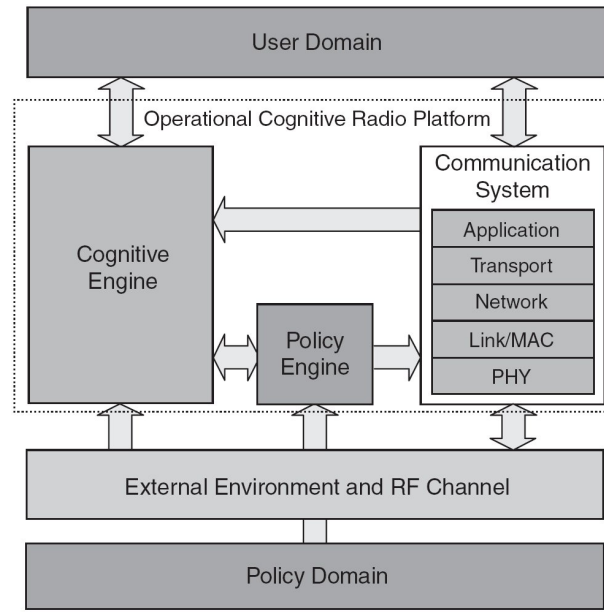 User Domain
Operational Cognitive Radio Platform
Communication
System
Cognitive
Engine
Application
Transport
Network
Link/MAC
PHY
Policy
Engine
External Environment and RF Channel
Policy Domain